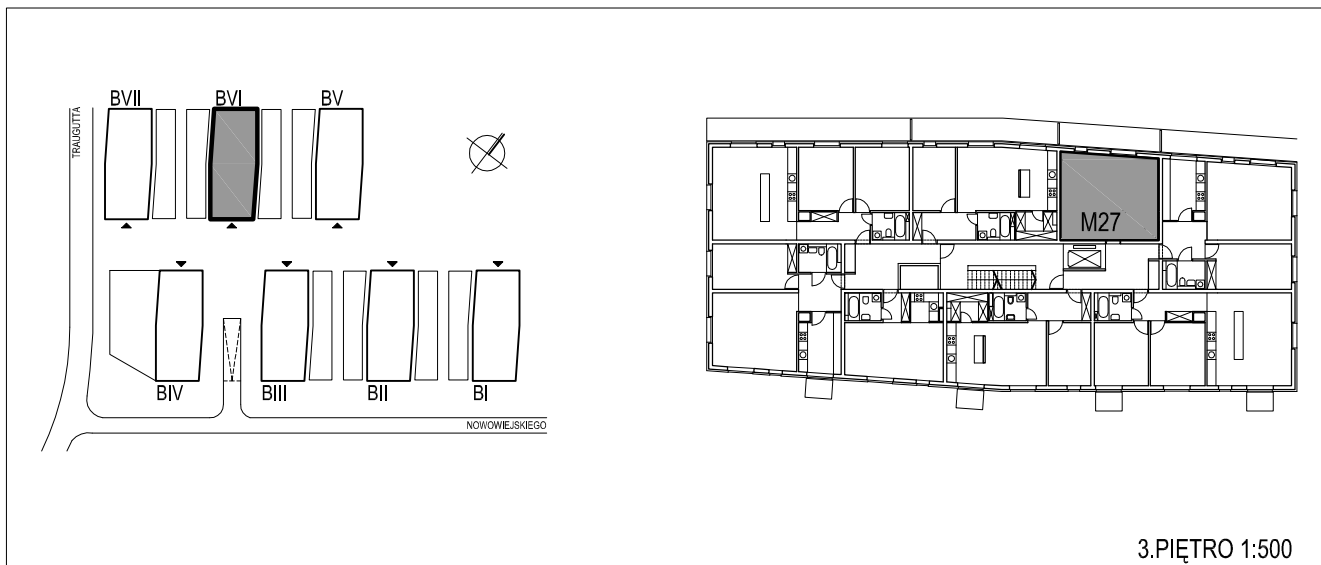 BVII BVI BV
TRAUGUTTA
M27
BIV BIII BII BI
NOWOWIEJSKIEGO
3.PIĘTRO 1:500